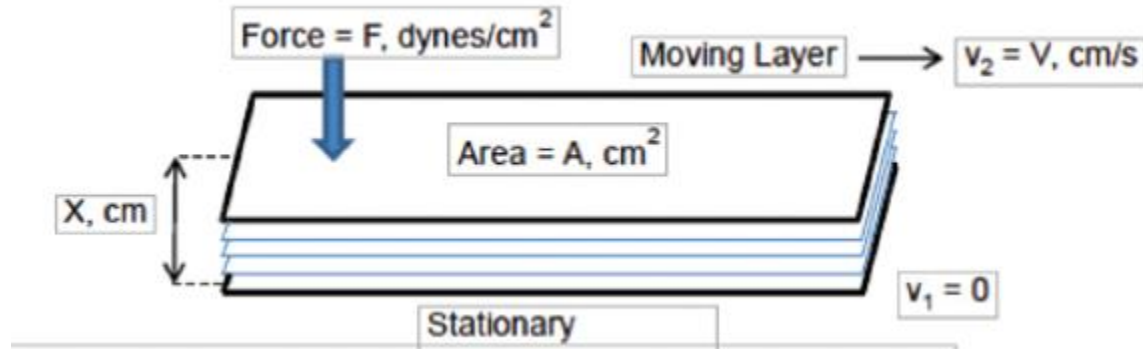 Force = F, dynes/cm²
Moving Layer
v₂ = V, cm/s
Area = A, cm²
X, cm
v₁ = 0
Stationary